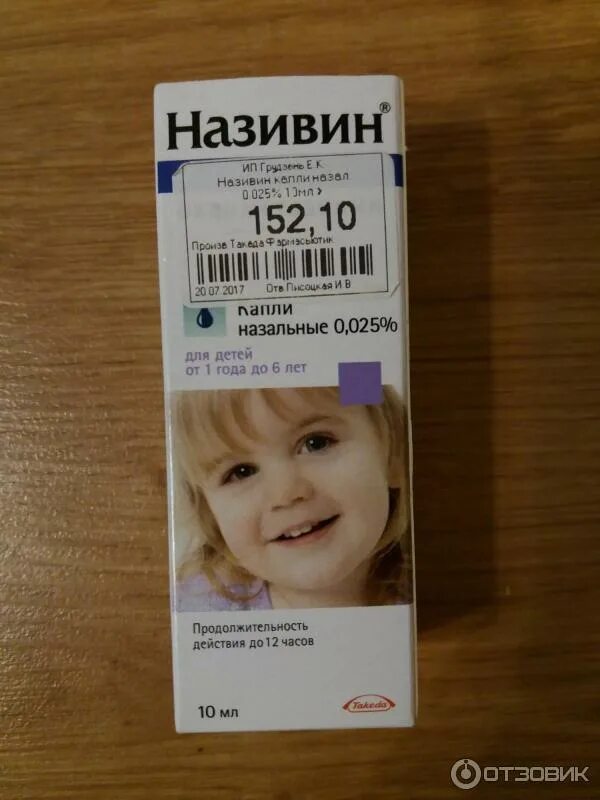 Називин®
ИП Грудзень Е.К.
Називин капли назал.
0.025% 10мл >
152,10
Произв Такеда Фармасьютик
20.07.2017 Отв Писоцкая И.В
Капли
назальные 0,025%
для детей
от 1 года до 6 лет
Продолжительность
действия до 12 часов
10 мл
Takeda
ОТЗОВИК